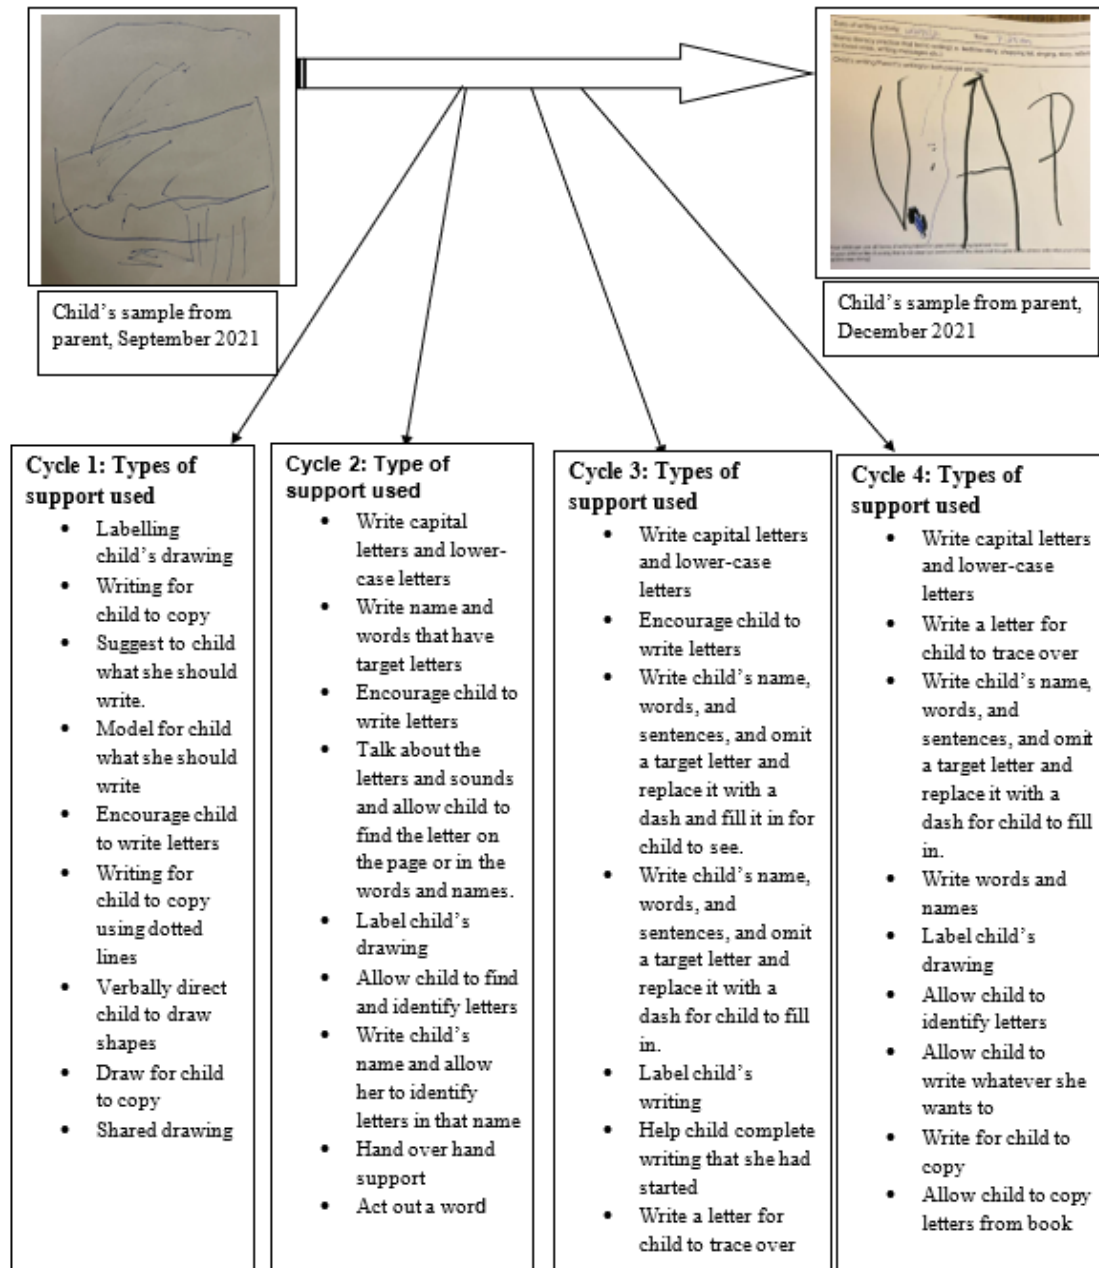 Date of writing activity:
Time:
V A P
Child's sample from
parent, September 2021
Child's sample from parent,
December 2021
Cycle 1: Types of
support used
• Labelling
child's drawing
• Writing for
child to copy
• Suggest to child
what she should
write.
• Model for child
what she should
write
• Encourage child
to write letters
• Writing for
child to copy
using dotted
lines
• Verbally direct
child to draw
shapes
• Draw for child
to copy
• Shared drawing
Cycle 2: Type of
support used
• Write capital
letters and lower-
case letters
• Write name and
words that have
target letters
• Encourage child to
write letters
• Talk about the
letters and sounds
and allow child to
find the letter on
the page or in the
words and names.
• Label child's
drawing
• Allow child to find
and identify letters
• Write child's
name and allow
her to identify
letters in that name
• Hand over hand
support
• Act out a word
Cycle 3: Types of
support used
• Write capital letters
and lower-case
letters
• Encourage child to
write letters
• Write child's name,
words, and
sentences, and omit
a target letter and
replace it with a
dash and fill it in for
child to see.
• Write child's name,
words, and
sentences, and omit
a target letter and
replace it with a
dash for child to fill
in.
• Label child's
writing
• Help child complete
writing that she had
started
• Write a letter for
child to trace over
Cycle 4: Types of
support used
• Write capital letters
and lower-case
letters
• Write a letter for
child to trace over
• Write child's name,
words, and
sentences, and omit
a target letter and
replace it with a
dash for child to fill
in.
• Write words and
names
• Label child's
drawing
• Allow child to
identify letters
• Allow child to
write whatever she
wants to
• Write for child to
copy
• Allow child to copy
letters from book